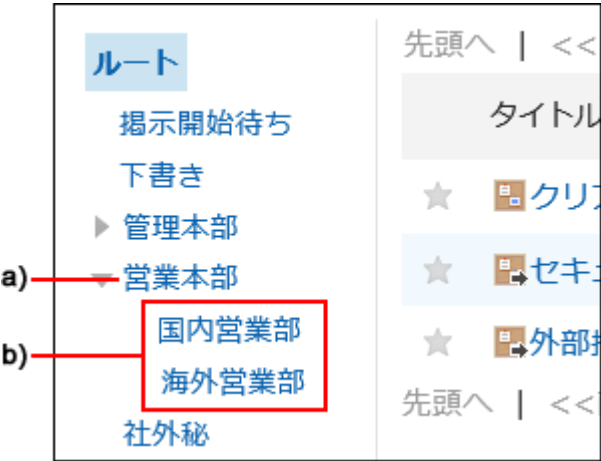 ルート
掲示開始待ち
下書き
管理本部
a) 営業本部
b) 国内営業部
海外営業部
社外秘
先頭へ | <<
タイトル
クリ
セキュ
外部
先頭へ | <<